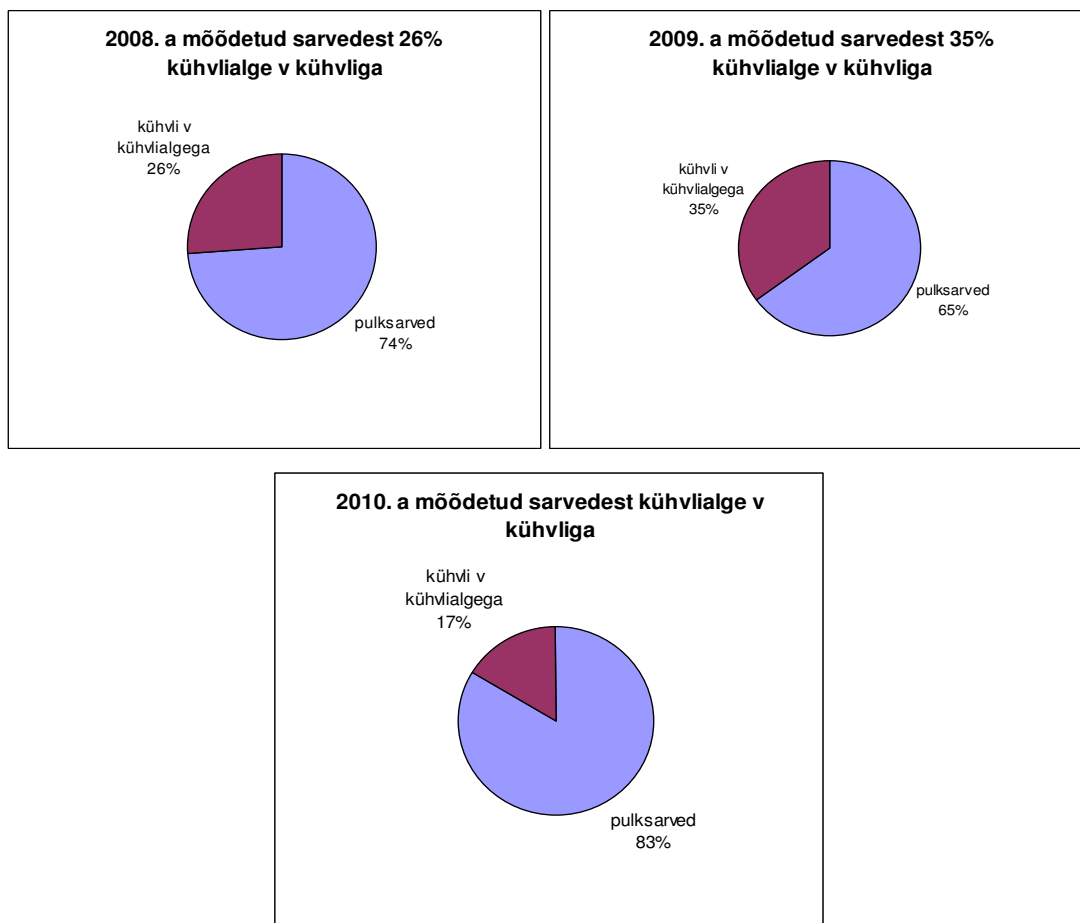 2008. a mõõdetud sarvedest 26%
kühvlialge v kühvliga
kühvli v
kühvlialgega
26%
pulksarved
74%
2009. a mõõdetud sarvedest 35%
kühvlialge v kühvliga
kühvli v
kühvlialgega
35%
pulksarved
65%
2010. a mõõdetud sarvedest kühvlialge v
kühvliga
kühvli v
kühvlialgega
17%
pulksarved
83%